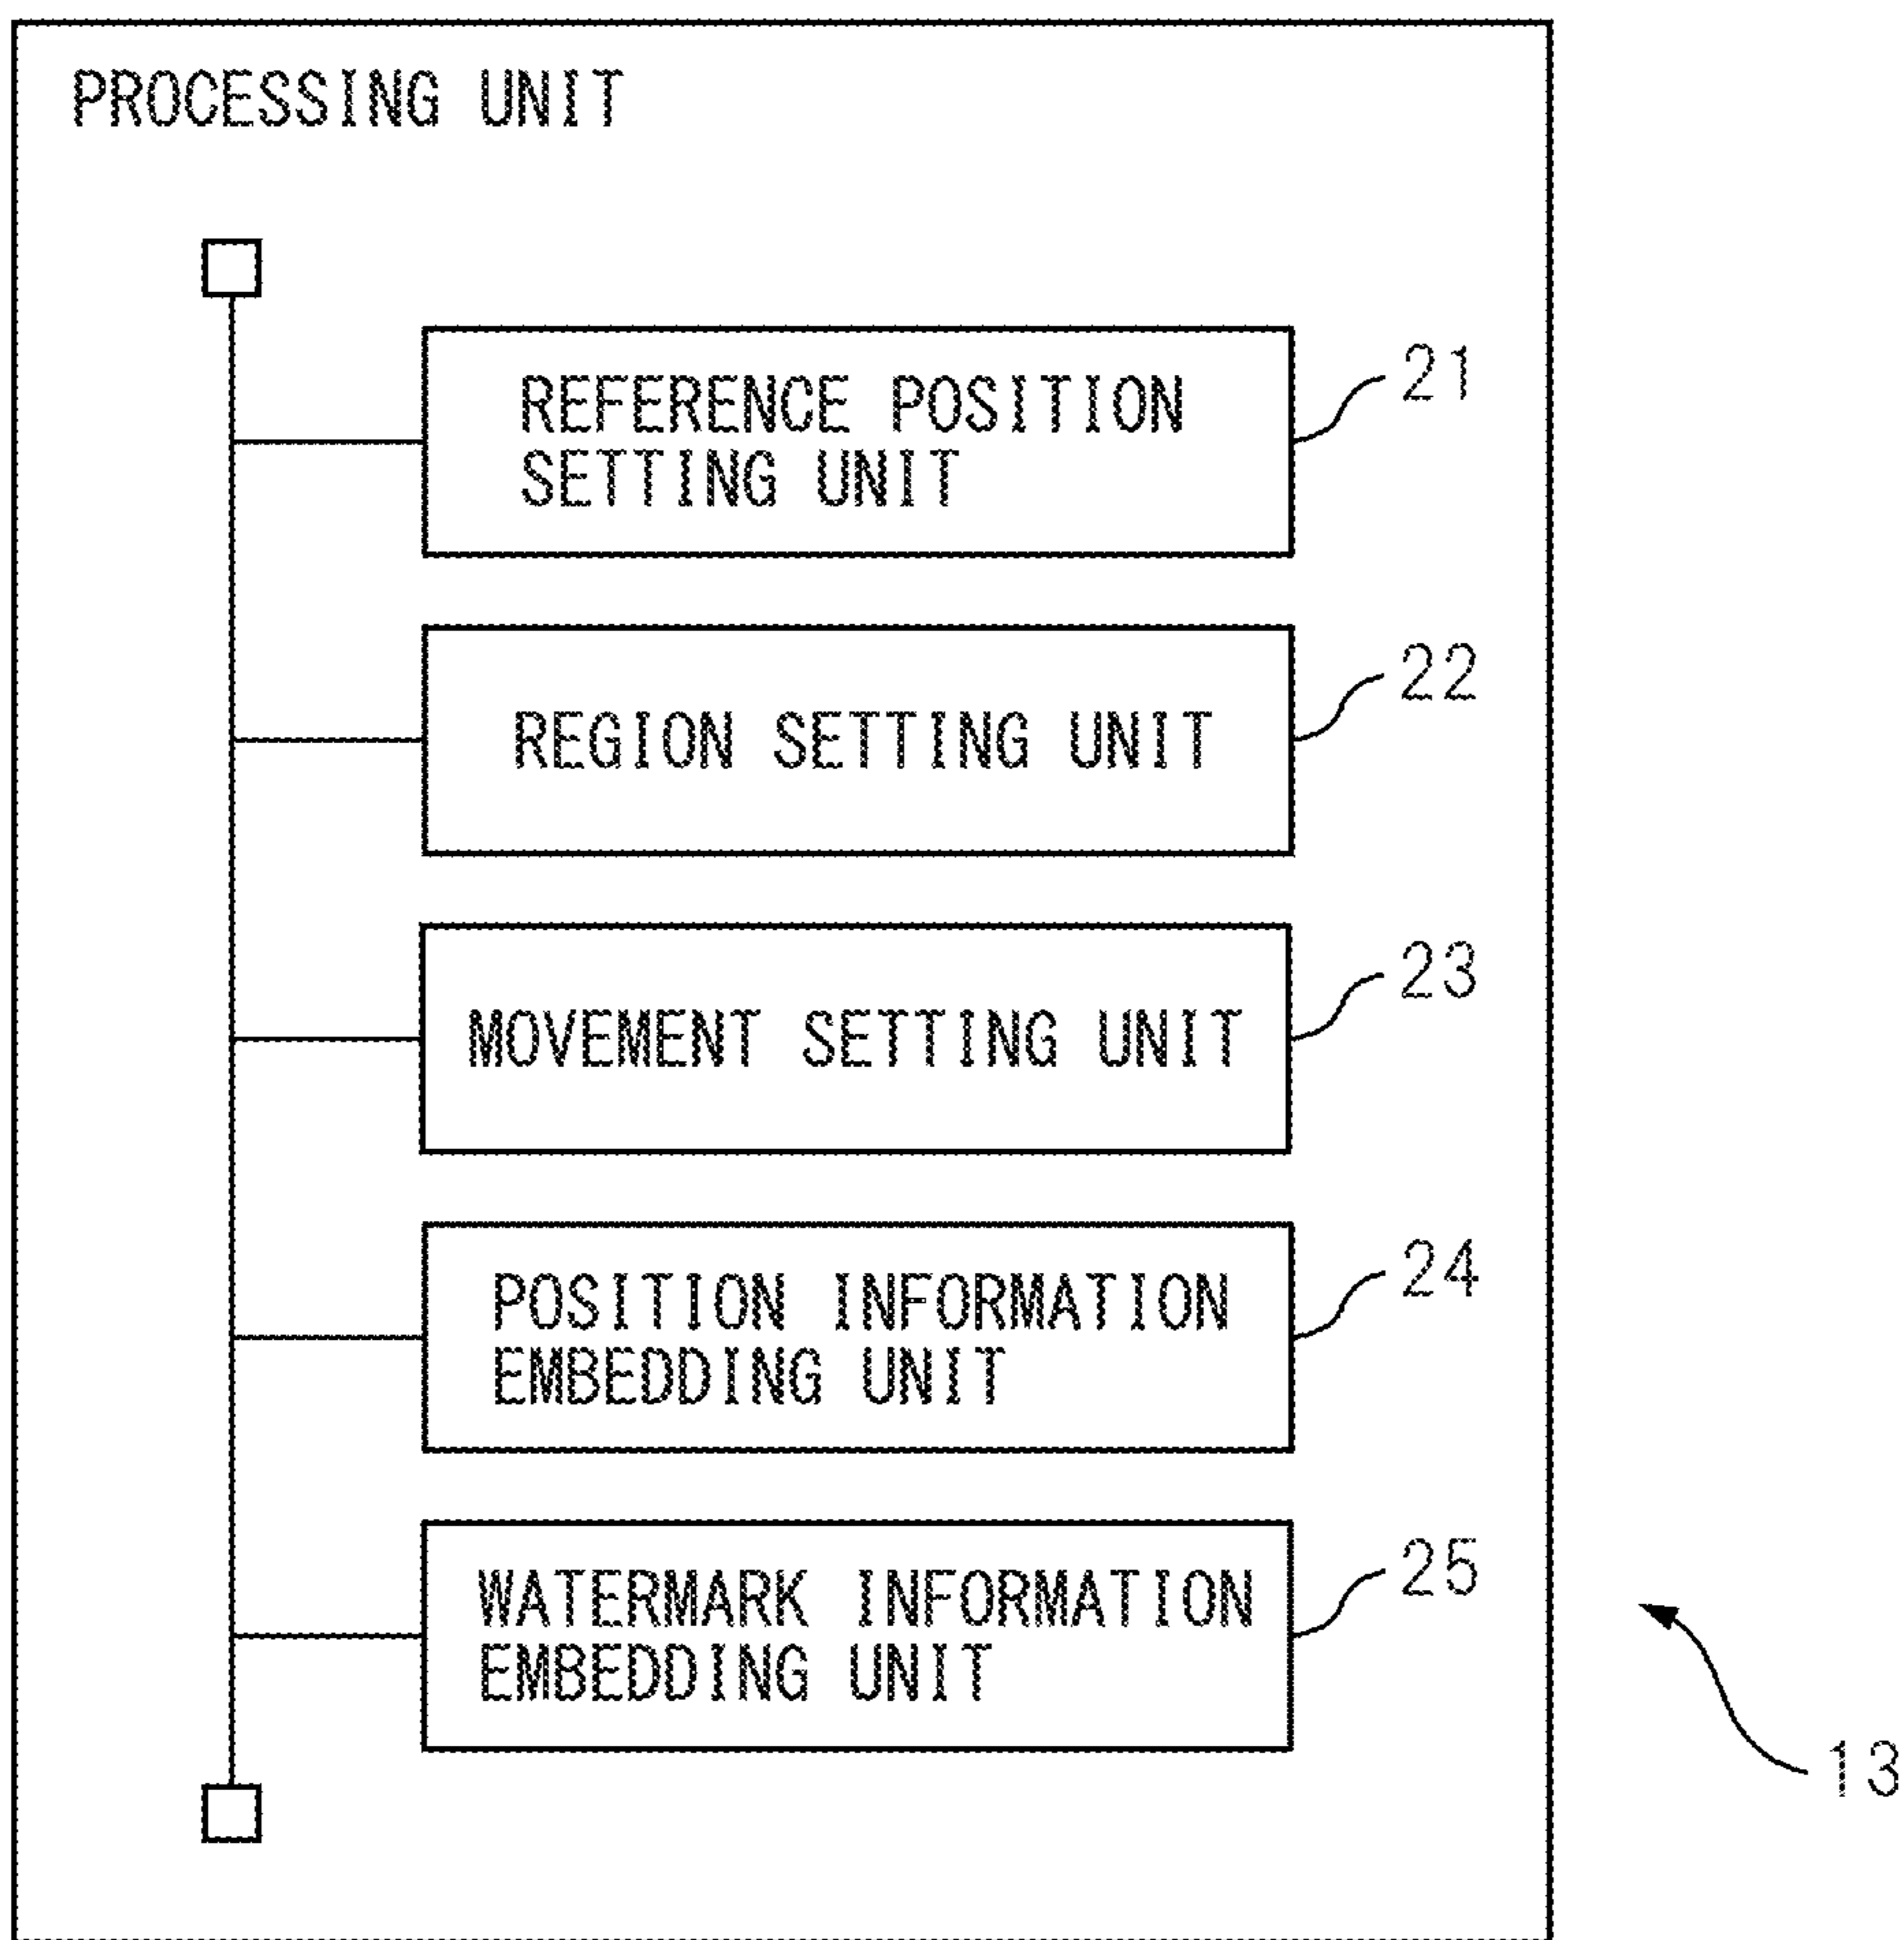 PROCESSING UNIT
REFERENCE POSITION
SETTING UNIT
21
REGION SETTING UNIT
22
MOVEMENT SETTING UNIT
23
POSITION INFORMATION
EMBEDDING UNIT
24
WATERMARK INFORMATION
EMBEDDING UNIT
25
13